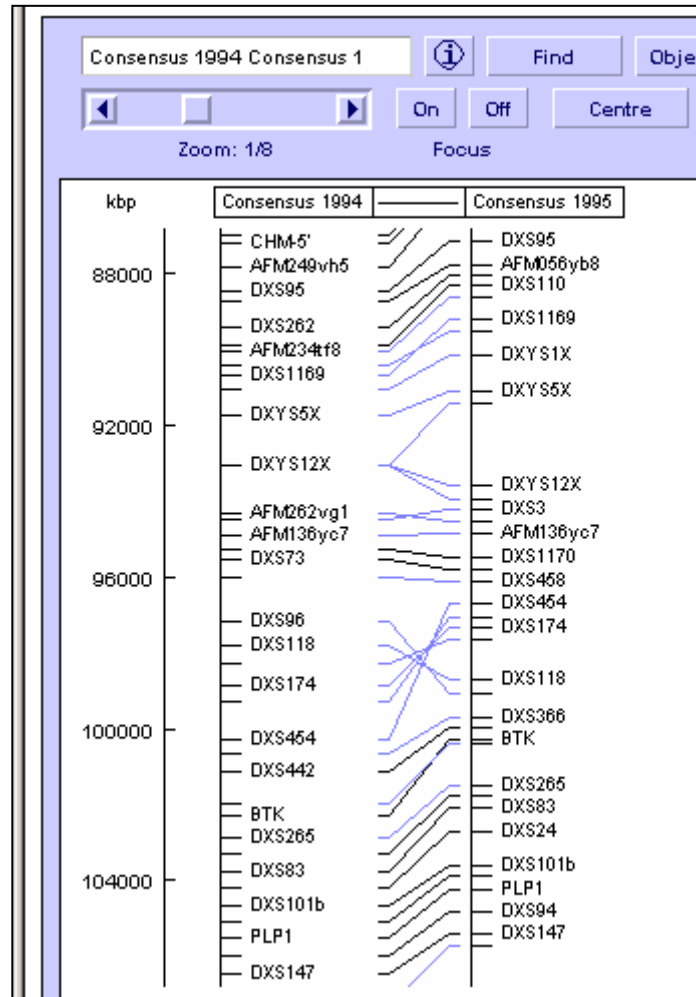 Consensus 1994 Consensus 1 Find Obje
On Off Centre
Zoom: 1/8 Focus
kbp Consensus 1994 Consensus 1995
CHM-5'
AFM249vh5
DXS95
DXS262
AFM234tf8
DXS1169
DXYS5X
DXYS12X
AFM262vg1
AFM136yc7
DXS73
DXS96
DXS118
DXS174
DXS454
DXS442
BTK
DXS265
DXS83
DXS101b
PLP1
DXS147
88000
92000
96000
100000
104000
DXS95
AFM056yb8
DXS110
DXS1169
DXYS1X
DXYS5X
DXYS12X
DXS3
AFM136yc7
DXS1170
DXS458
DXS454
DXS174
DXS118
DXS366
BTK
DXS265
DXS83
DXS24
DXS101b
PLP1
DXS94
DXS147